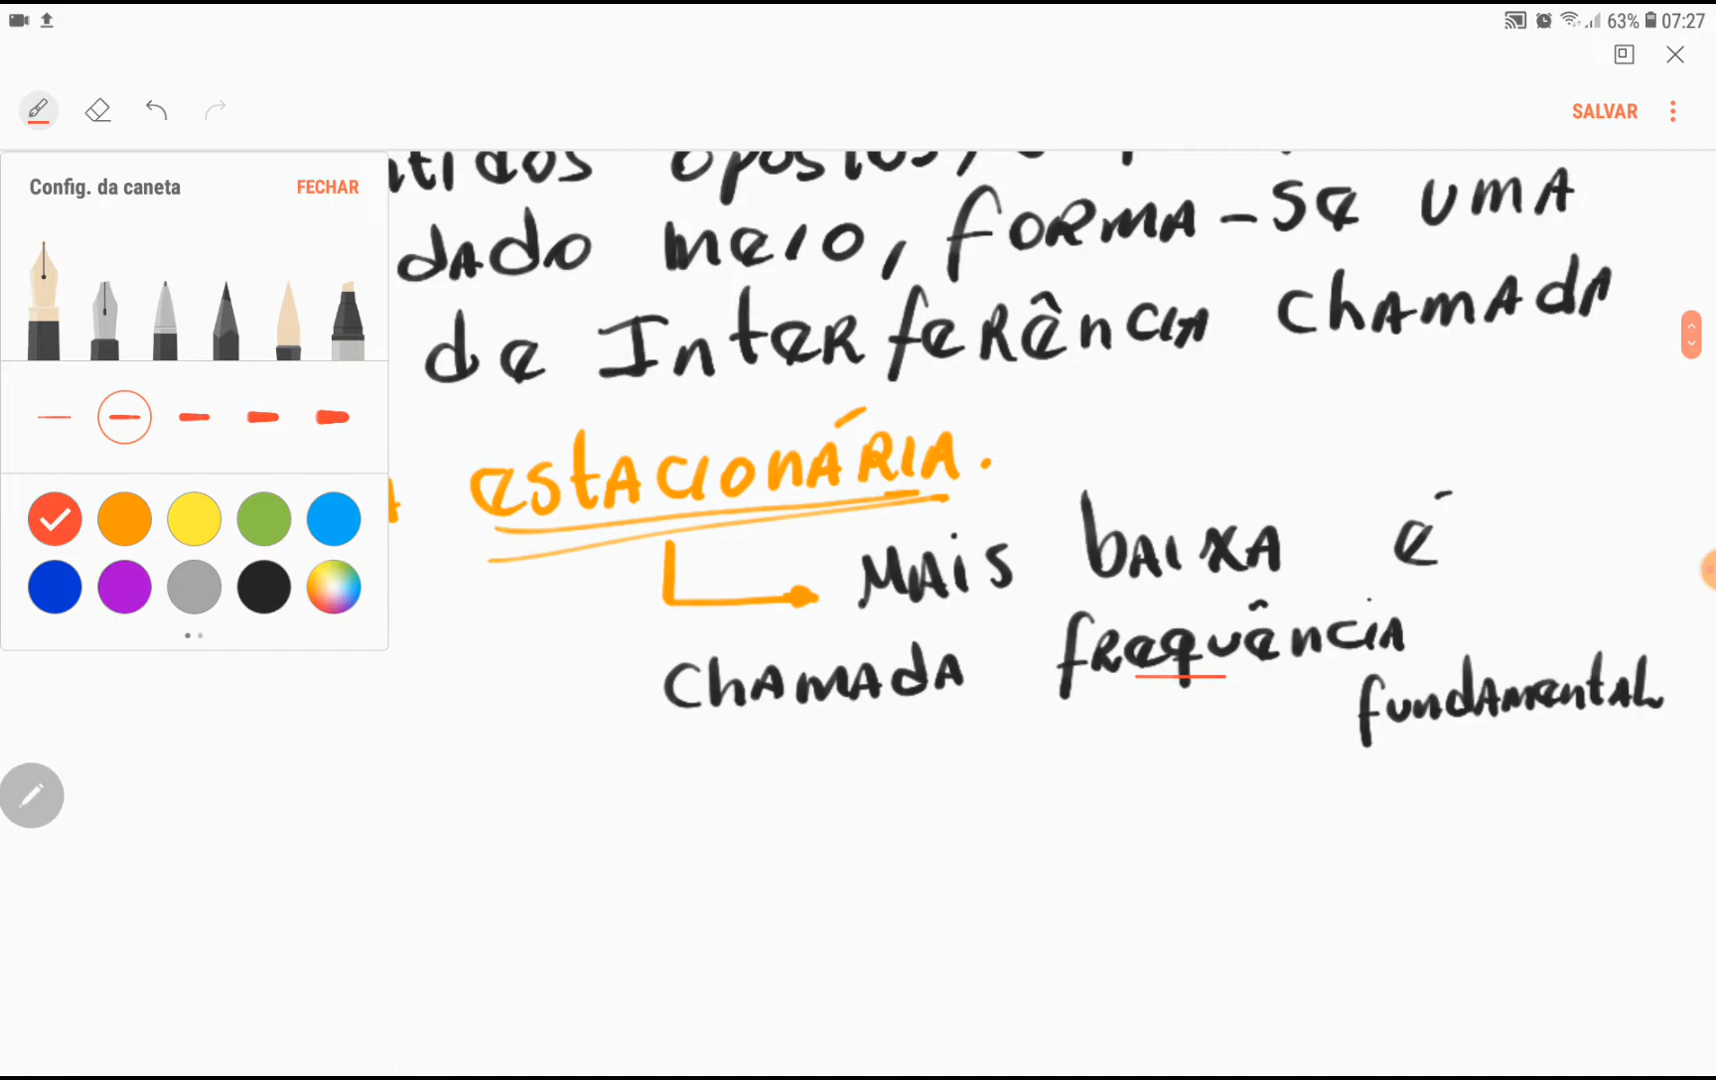 63% 07:27
SALVAR
Config. da caneta
FECHAR
opostos,
dado meio, forma-se uma
de Interferência chamada
estacionária.
Mais baixa é
chamada frequência
fundamental